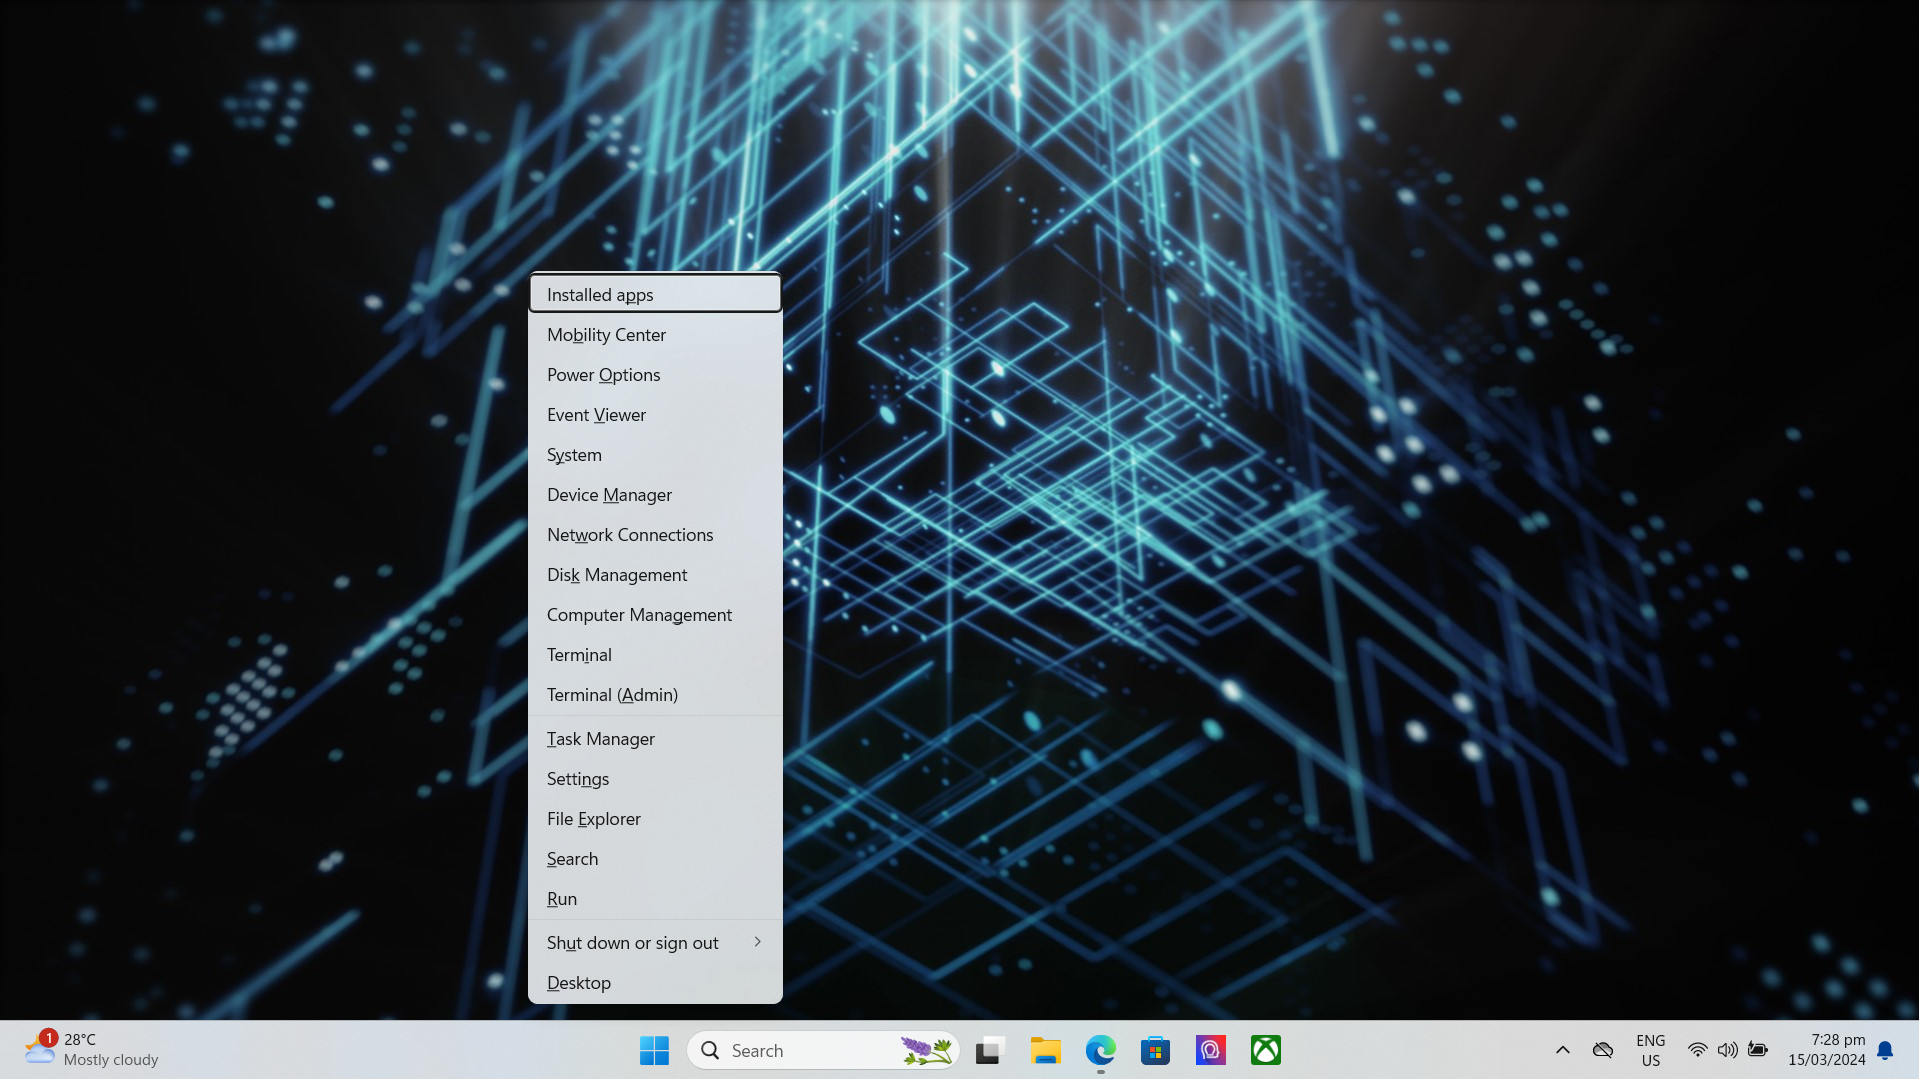 Installed apps
Mobility Center
Power Options
Event Viewer
System
Device Manager
Network Connections
Disk Management
Computer Management
Terminal
Terminal (Admin)
Task Manager
Settings
File Explorer
Search
Run
Shut down or sign out
Desktop
1
28°C
Mostly cloudy
Search
ENG
US
7:28 pm
15/03/2024